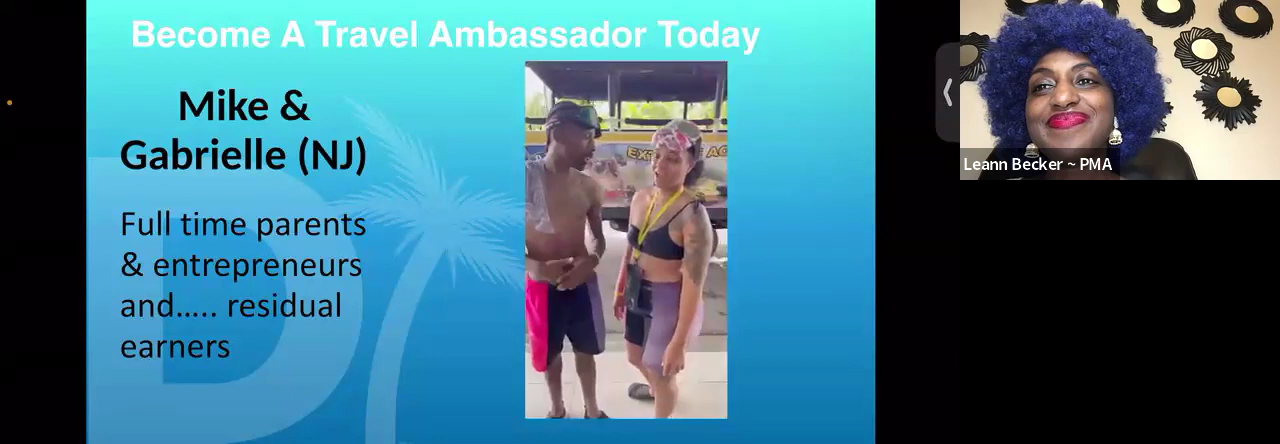 Become A Travel Ambassador Today
Mike &
Gabrielle (NJ)
Full time parents
& entrepreneurs
and..... residual
earners
Leann Becker ~ PMA